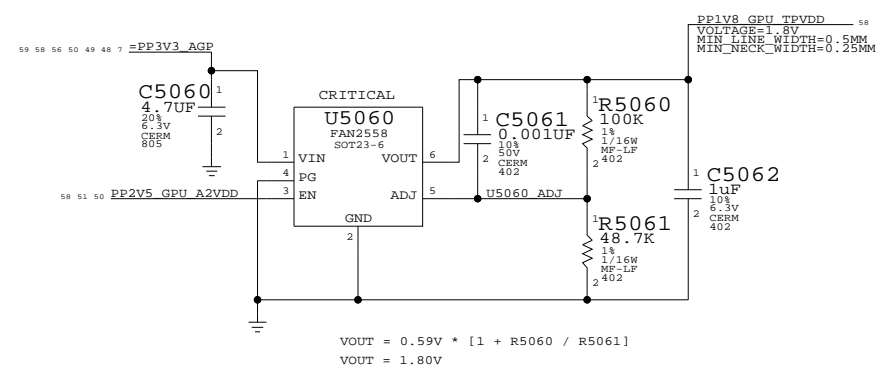 PP1V8_GPU_TPVDD 58
VOLTAGE=1.8V
MIN_LINE_WIDTH=0.5MM
MIN_NECK_WIDTH=0.25MM
59 58 56 50 49 48 7 =PP3V3_AGP
C5060 1
4.7UF
20%
6.3V
CERM
805
2
CRITICAL
U5060
FAN2558
SOT23-6
1 VIN
VOUT 6
4 PG
58 51 50 PP2V5_GPU_A2VDD 3 EN
ADJ 5 U5060_ADJ
GND
2
1 C5061
0.001UF
10%
50V
CERM
402
2
1 R5060
100K
1%
1/16W
MF-LF
402
2
1 R5061
48.7K
1%
1/16W
MF-LF
402
2
1 C5062
1uF
10%
6.3V
CERM
402
2
VOUT = 0.59V * [1 + R5060 / R5061]
VOUT = 1.80V